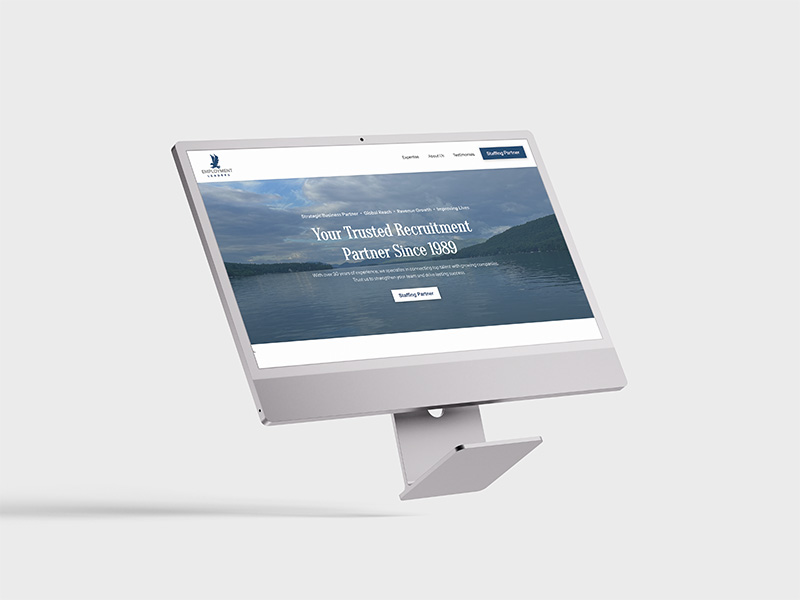 EMPLOYMENT
LEADERS
Expertise
About Us
Testimonials
Staffing Partner
Strategic Business Partner • Global Reach • Revenue Growth • Improving Lives
Your Trusted Recruitment
Partner Since 1989
With over 30 years of experience, we specialize in connecting top talent with growing companies.
Trust us to strengthen your team and drive lasting success.
Staffing Partner